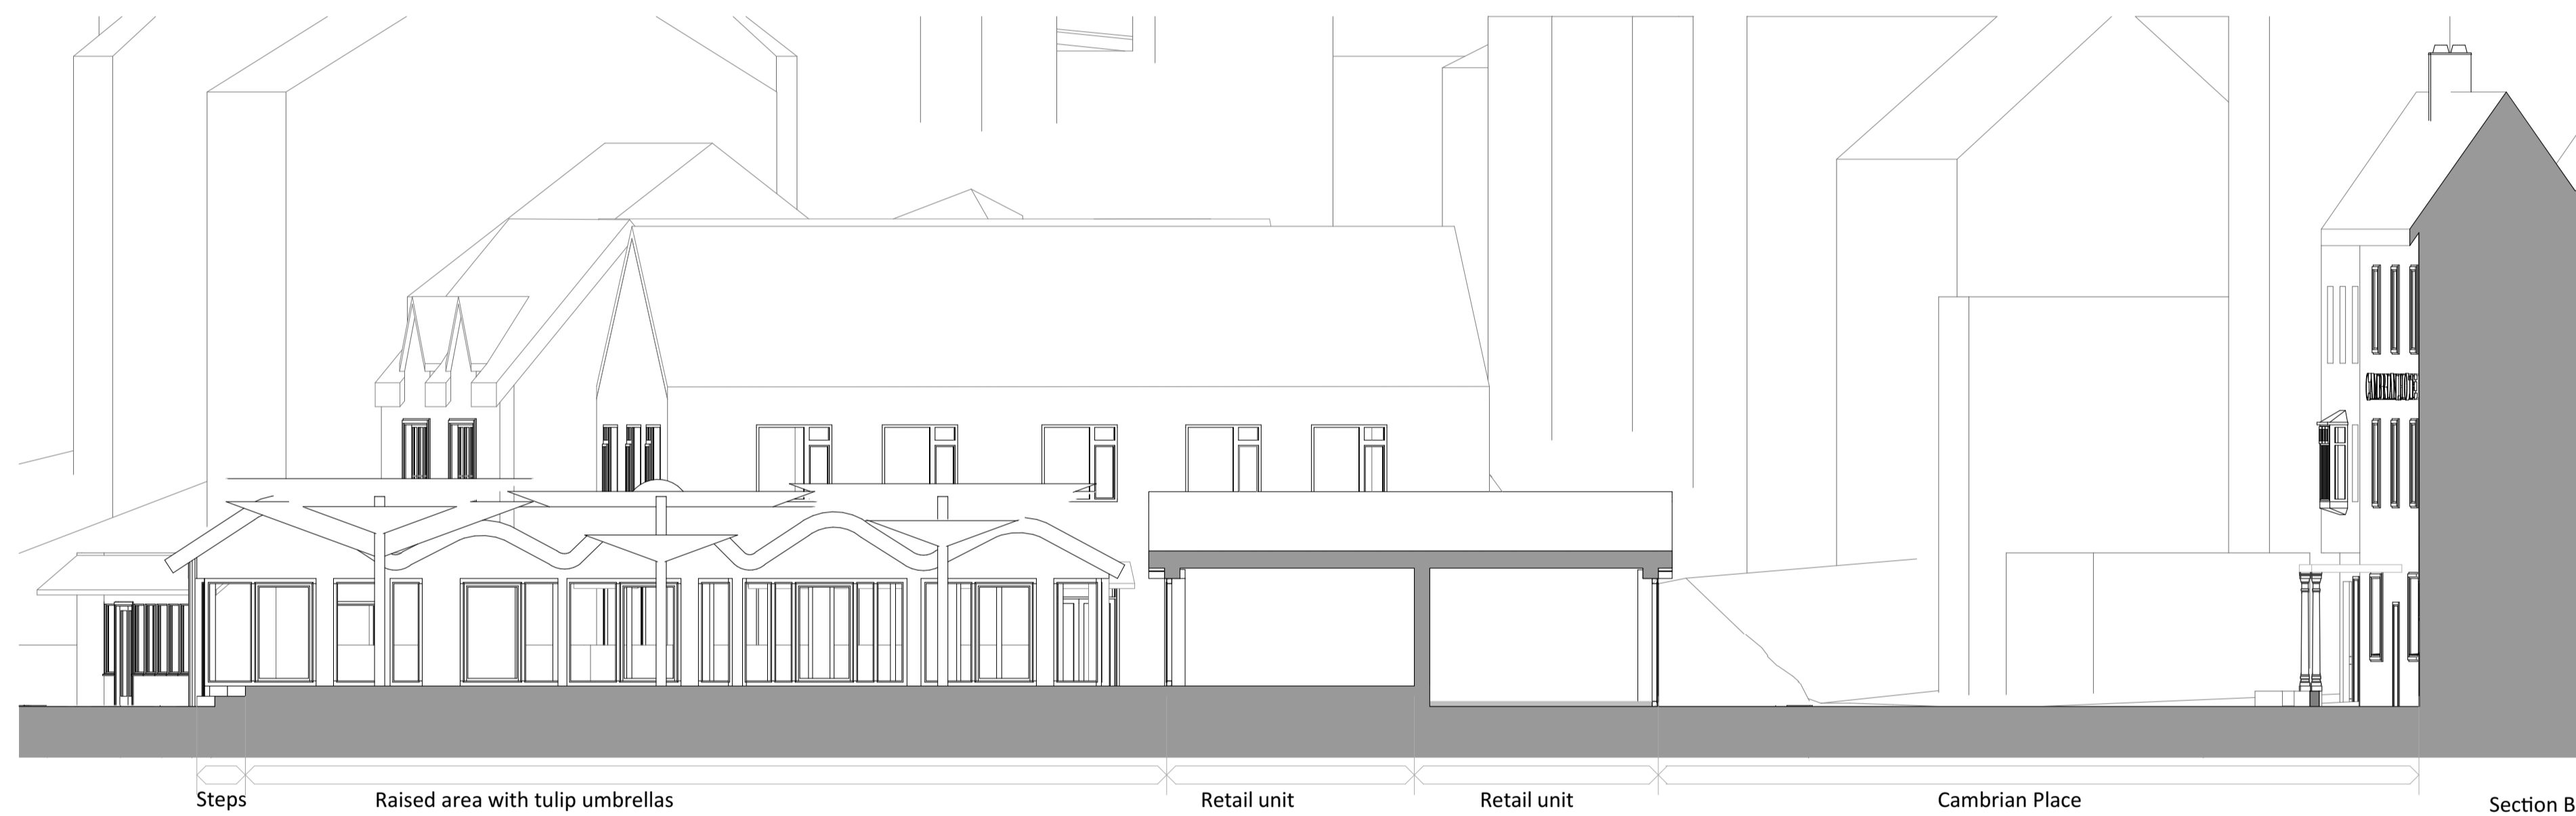 Steps
Raised area with tulip umbrellas
Retail unit
Retail unit
Cambrian Place
Section B